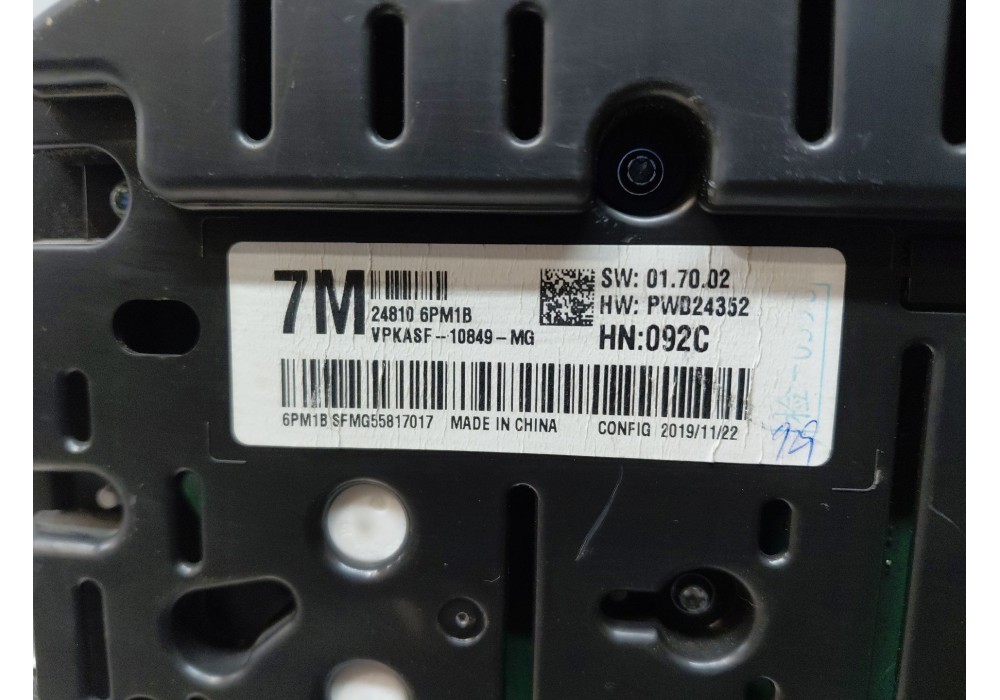 7M
24810 6PM1B
VPKASF-10849-MG
SW: 01.70.02
HW: PWB24352
HN:092C
6PM1B SFMG55817017 MADE IN CHINA CONFIG 2019/11/22